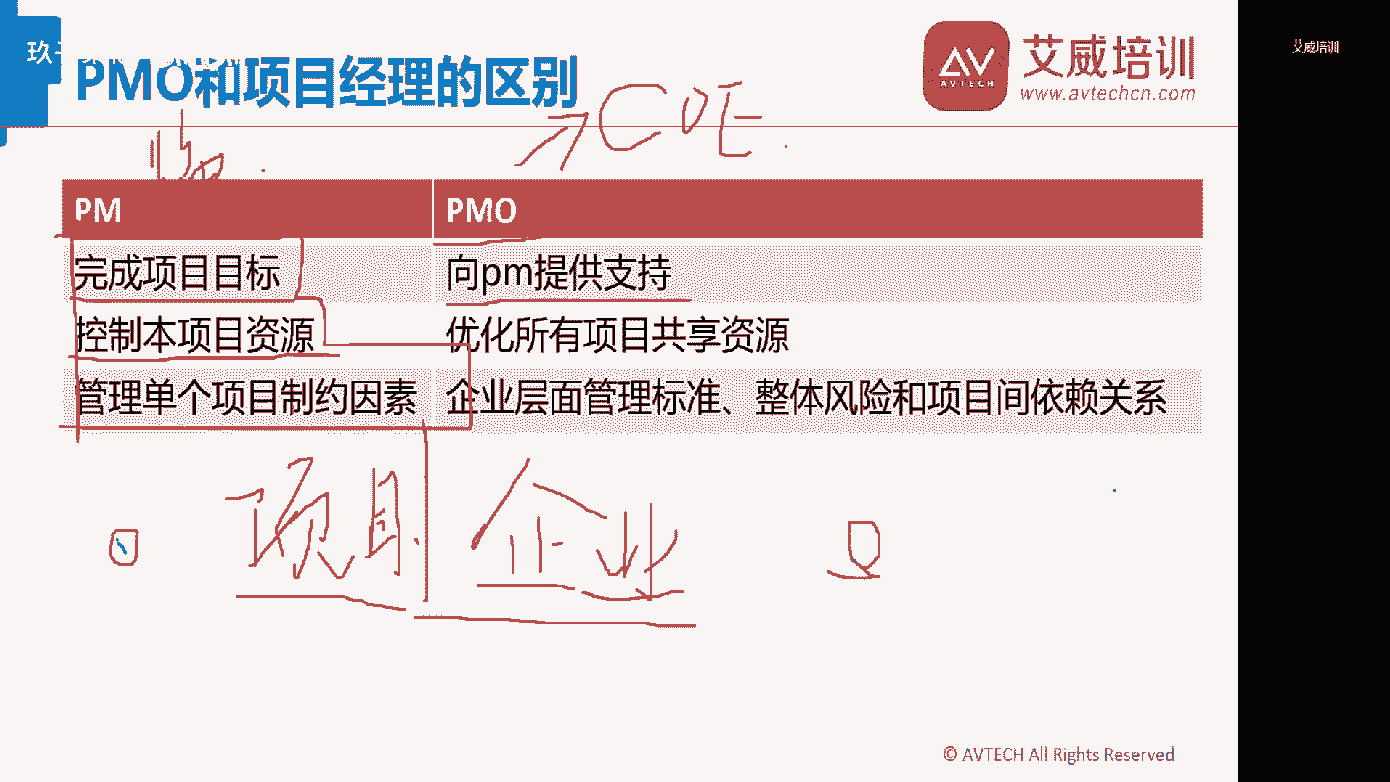 玖
PMO和项目经理的区别
AV
AVTECH
艾威培训
www.avtechcn.com
艾威培训
COE
PM
PMO
完成项目目标
向pm提供支持
控制本项目资源
优化所有项目共享资源
管理单个项目制约因素
企业层面管理标准、整体风险和项目间依赖关系
项目
企业
© AVTECH All Rights Reserved